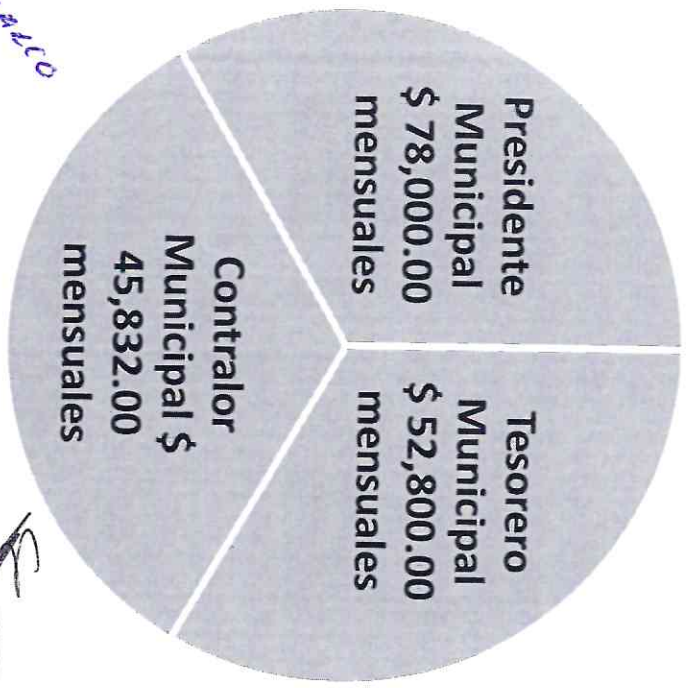 Presidente
Municipal
$ 78,000.00
mensuales
Tesorero
Municipal
$ 52,800.00
mensuales
Contralor
Municipal $
45,832.00
mensuales